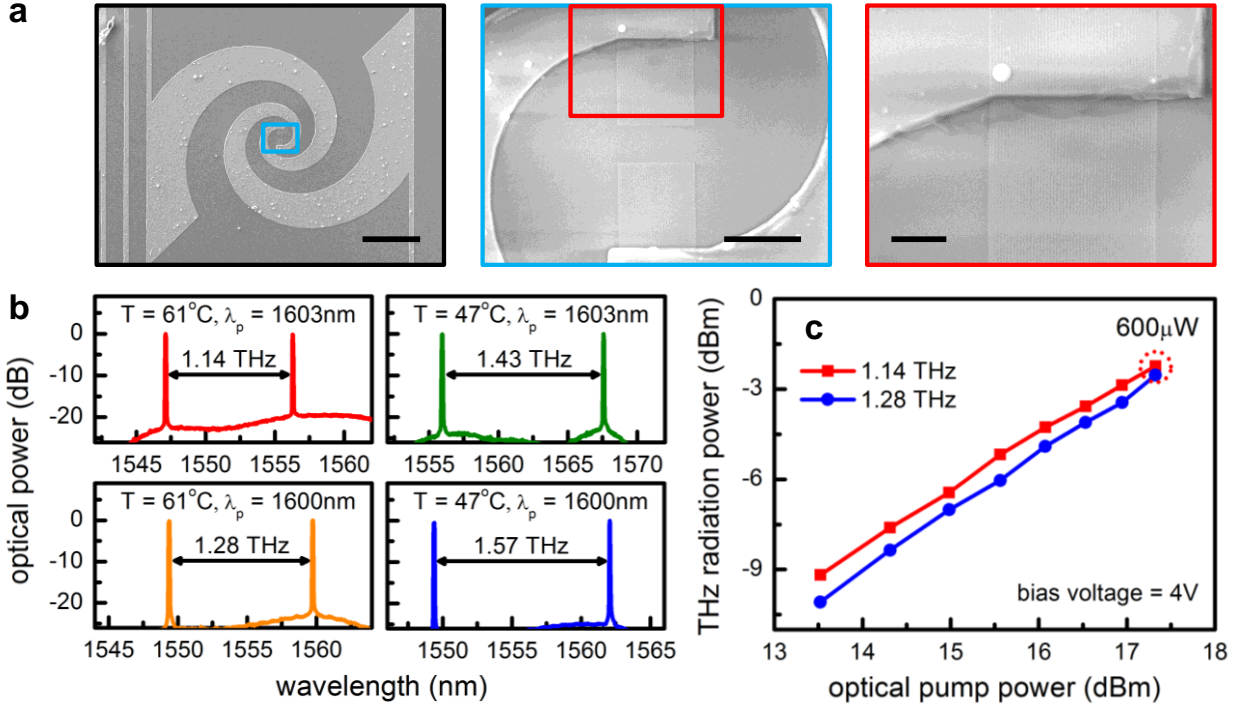 a
b
T = 61°C, λp = 1603nm
1.14 THz
0
-10
-20
1545 1550 1555 1560
T = 47°C, λp = 1603nm
1.43 THz
1555 1560 1565 1570
T = 61°C, λp = 1600nm
1.28 THz
0
-10
-20
1545 1550 1555 1560
T = 47°C, λp = 1600nm
1.57 THz
1550 1555 1560 1565
optical power (dB)
wavelength (nm)
c
600μW
1.14 THz
1.28 THz
bias voltage = 4V
0
-3
-6
-9
13 14 15 16 17 18
THz radiation power (dBm)
optical pump power (dBm)